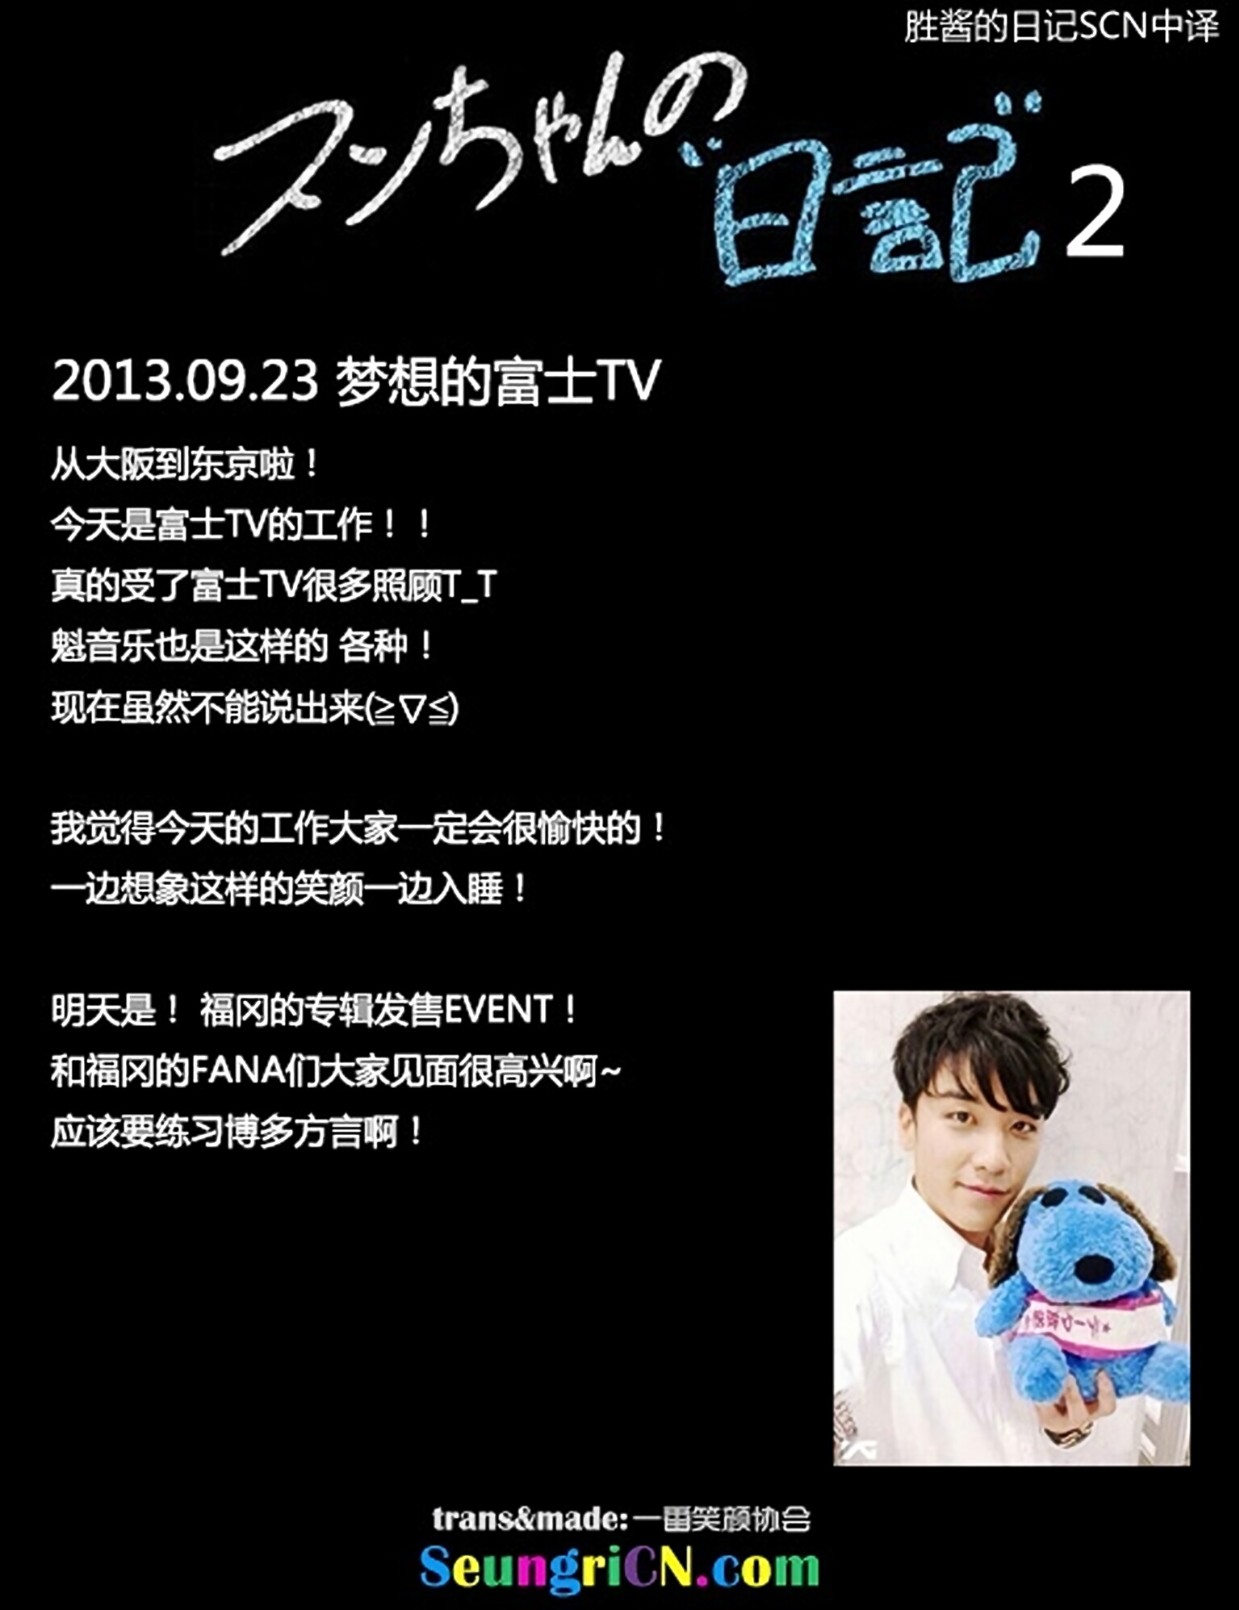 胜酱的日记SCN中译
スンちゃんの
日記 2
2013.09.23 梦想的富士TV
从大阪到东京啦！
今天是富士TV的工作！！
真的受了富士TV很多照顾T_T
魁音乐也是这样的 各种！
现在虽然不能说出来(≧▽≦)
我觉得今天的工作大家一定会很愉快的！
一边想象这样的笑颜一边入睡！
明天是！ 福冈的专辑发售EVENT！
和福冈的FANA们大家见面很高兴啊~
应该要练习博多方言啊！
YG
trans&made:一番笑颜协会
SeungriCN.com